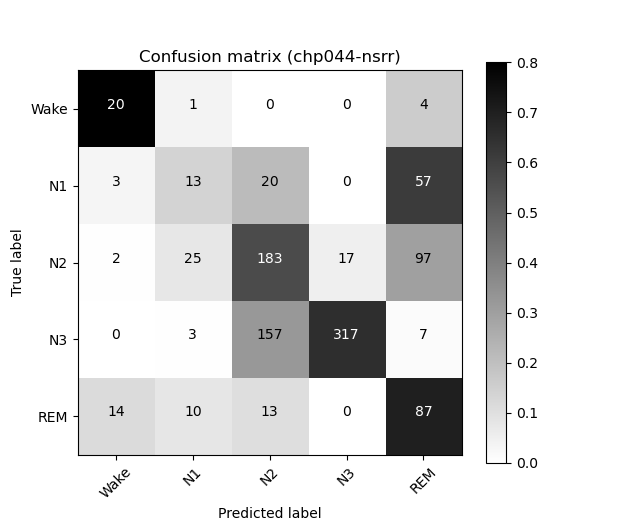 Confusion matrix (chp044-nsrr)
True label
Wake 20 1 0 0 4
N1 3 13 20 0 57
N2 2 25 183 17 97
N3 0 3 157 317 7
REM 14 10 13 0 87
Wake N1 N2 N3 REM
Predicted label
0.8
0.7
0.6
0.5
0.4
0.3
0.2
0.1
0.0